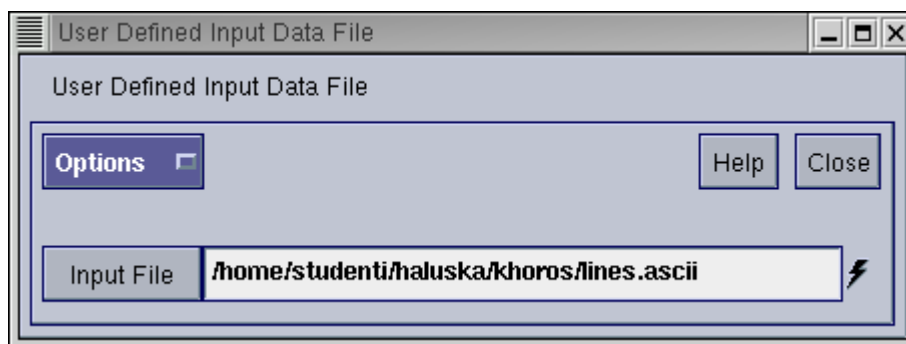 User Defined Input Data File
User Defined Input Data File
Options Help Close
Input File /home/studenti/haluska/khoros/lines.ascii